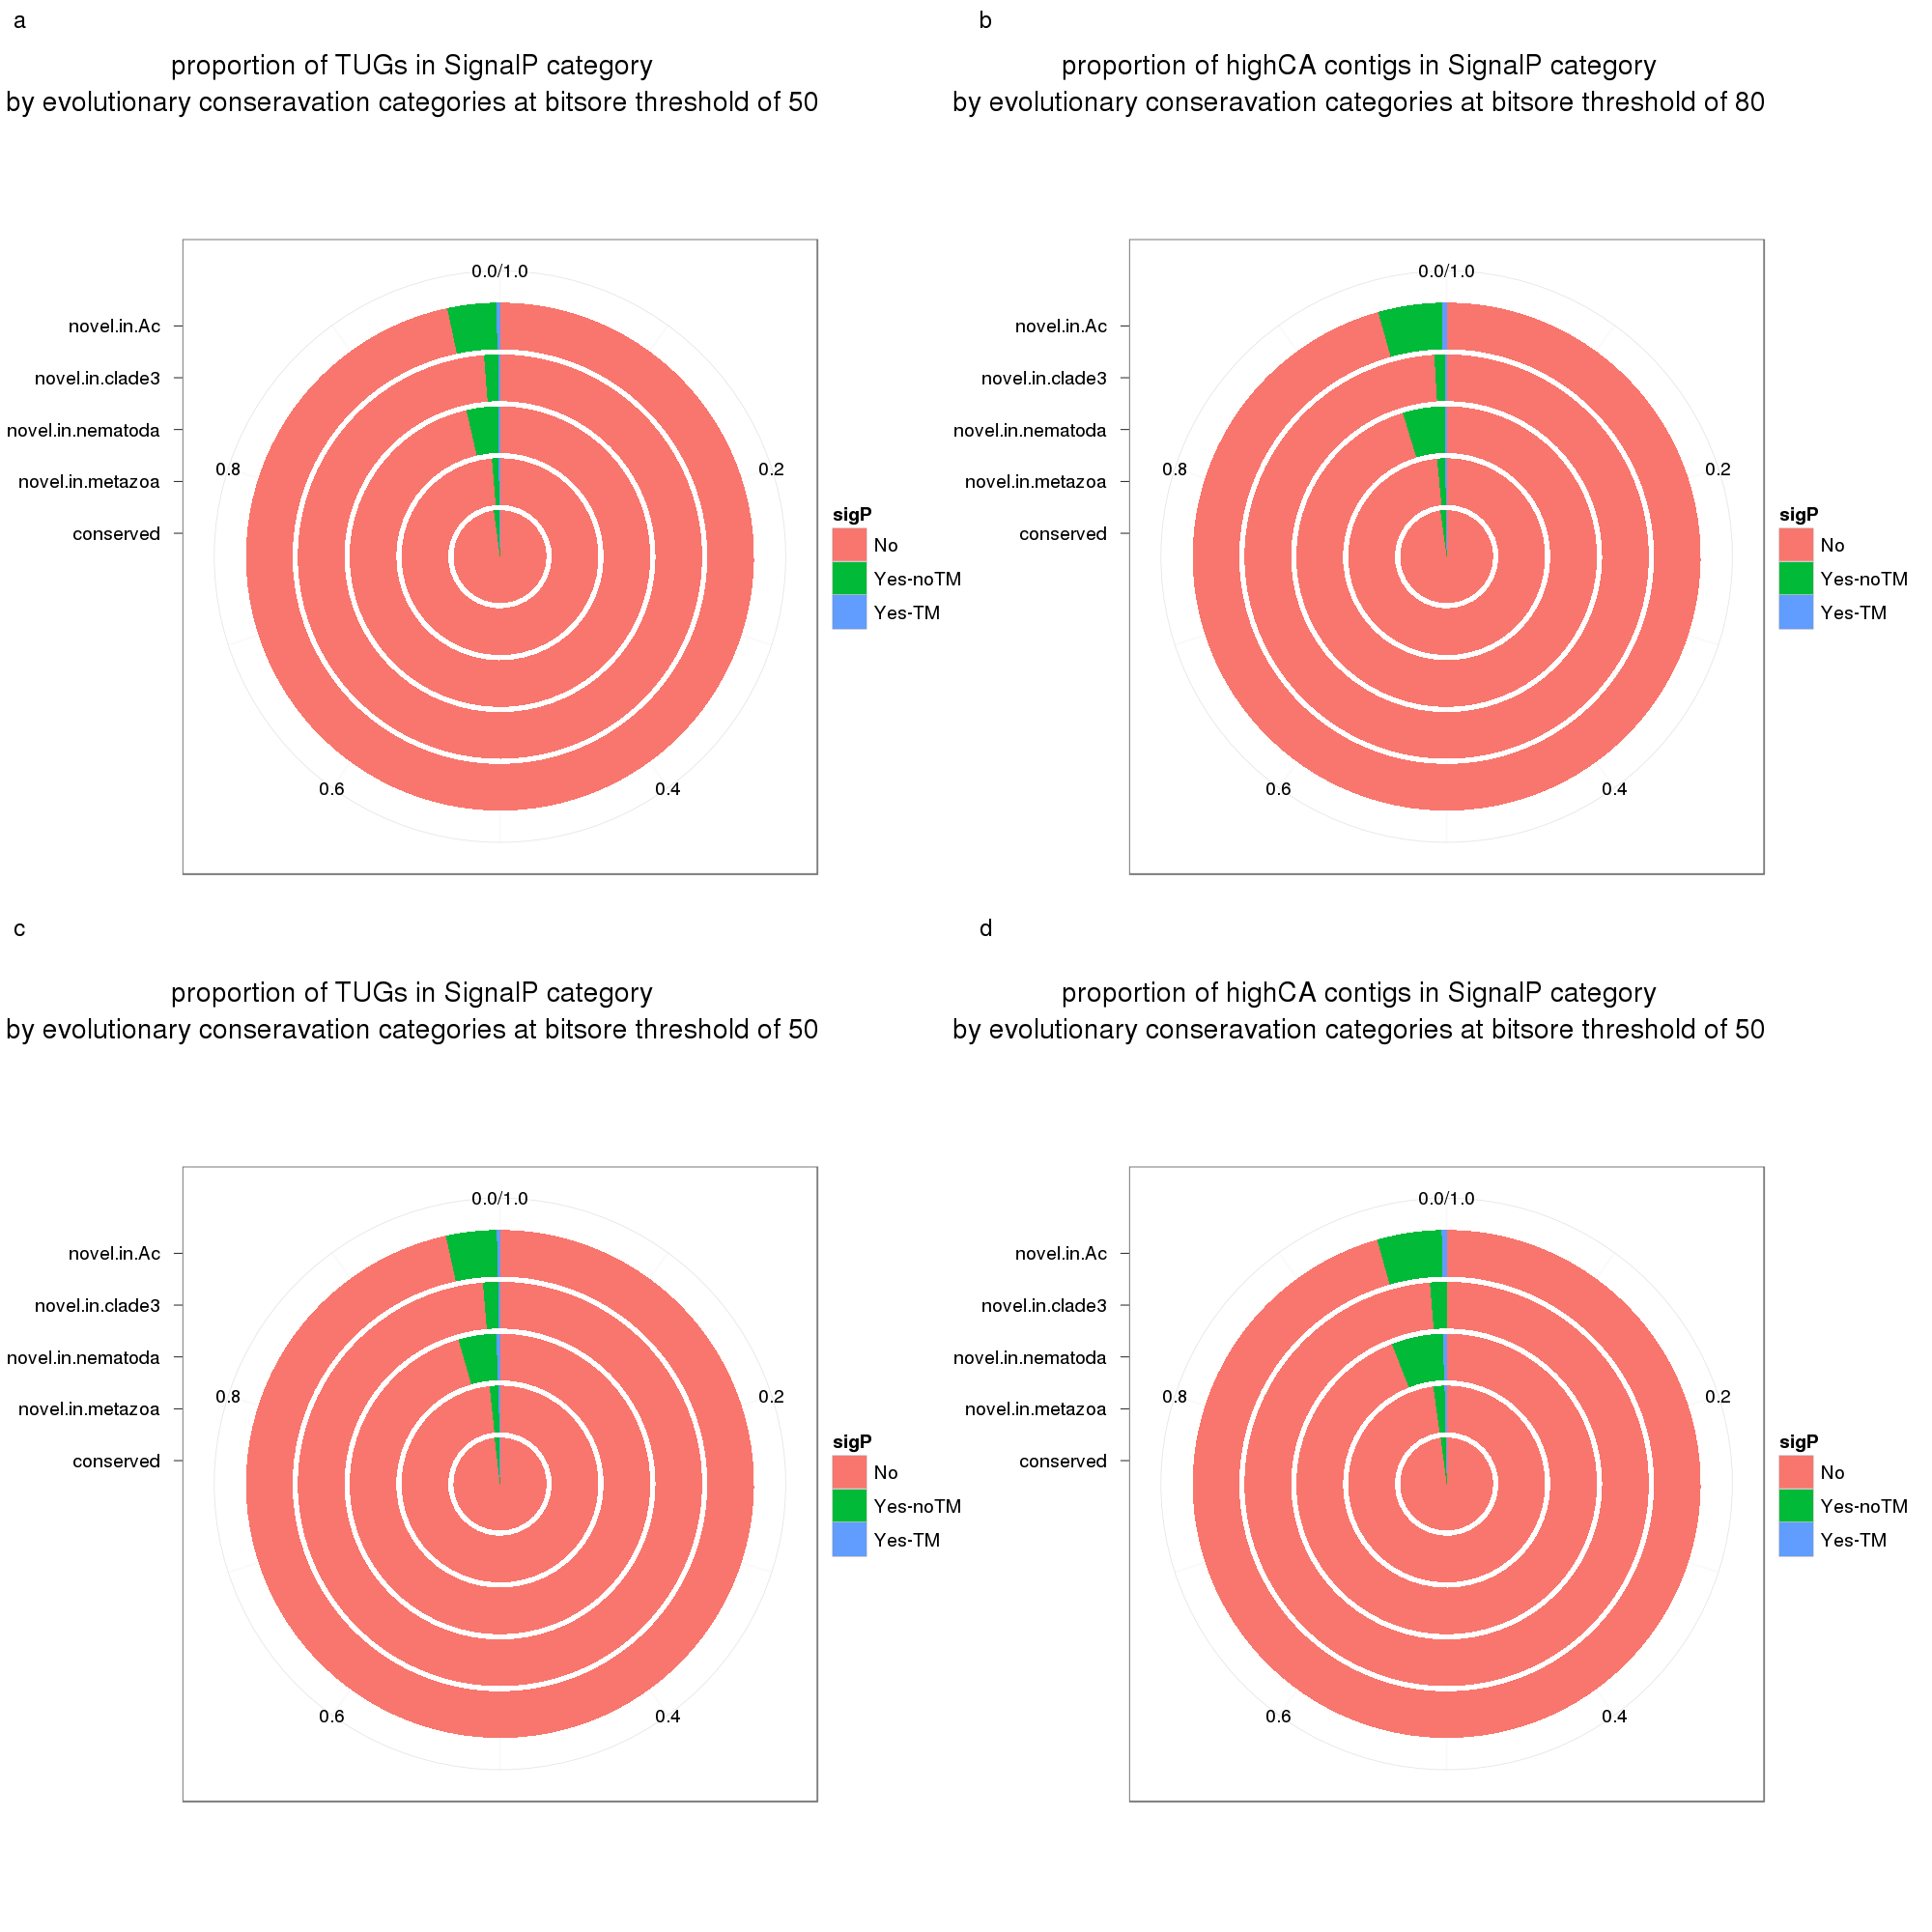 a
proportion of TUGs in SignalP category
by evolutionary conseravation categories at bitsore threshold of 50
0.0/1.0
novel.in.Ac
novel.in.clade3
novel.in.nematoda
novel.in.metazoa
conserved
0.8
0.2
0.6
0.4
sigP
No
Yes-noTM
Yes-TM
b
proportion of highCA contigs in SignalP category
by evolutionary conseravation categories at bitsore threshold of 80
0.0/1.0
novel.in.Ac
novel.in.clade3
novel.in.nematoda
novel.in.metazoa
conserved
0.8
0.2
0.6
0.4
sigP
No
Yes-noTM
Yes-TM
c
proportion of TUGs in SignalP category
by evolutionary conseravation categories at bitsore threshold of 50
0.0/1.0
novel.in.Ac
novel.in.clade3
novel.in.nematoda
novel.in.metazoa
conserved
0.8
0.2
0.6
0.4
sigP
No
Yes-noTM
Yes-TM
d
proportion of highCA contigs in SignalP category
by evolutionary conseravation categories at bitsore threshold of 50
0.0/1.0
novel.in.Ac
novel.in.clade3
novel.in.nematoda
novel.in.metazoa
conserved
0.8
0.2
0.6
0.4
sigP
No
Yes-noTM
Yes-TM